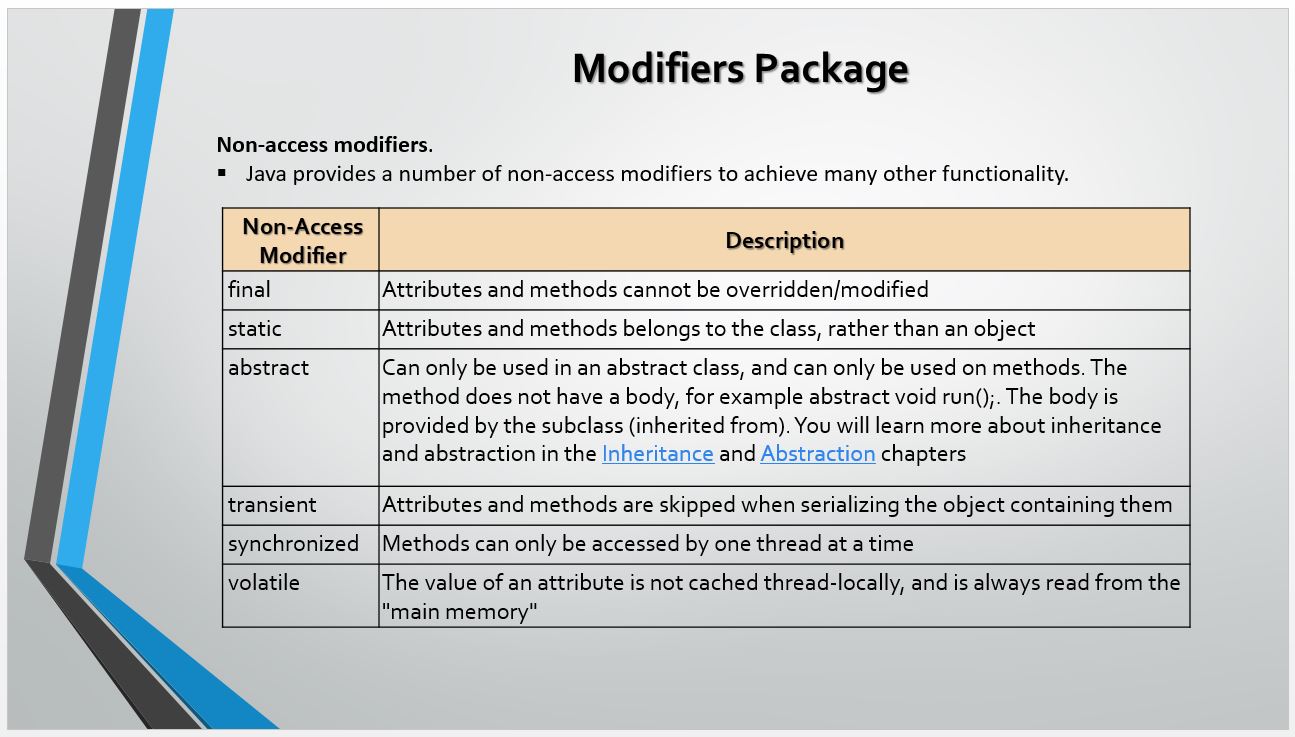 Modifiers Package
Non-access modifiers.
▪ Java provides a number of non-access modifiers to achieve many other functionality.
Non-Access
Modifier
Description
final
Attributes and methods cannot be overridden/modified
static
Attributes and methods belongs to the class, rather than an object
abstract
Can only be used in an abstract class, and can only be used on methods. The
method does not have a body, for example abstract void run();. The body is
provided by the subclass (inherited from). You will learn more about inheritance
and abstraction in the Inheritance and Abstraction chapters
transient
Attributes and methods are skipped when serializing the object containing them
synchronized
Methods can only be accessed by one thread at a time
volatile
The value of an attribute is not cached thread-locally, and is always read from the
"main memory"